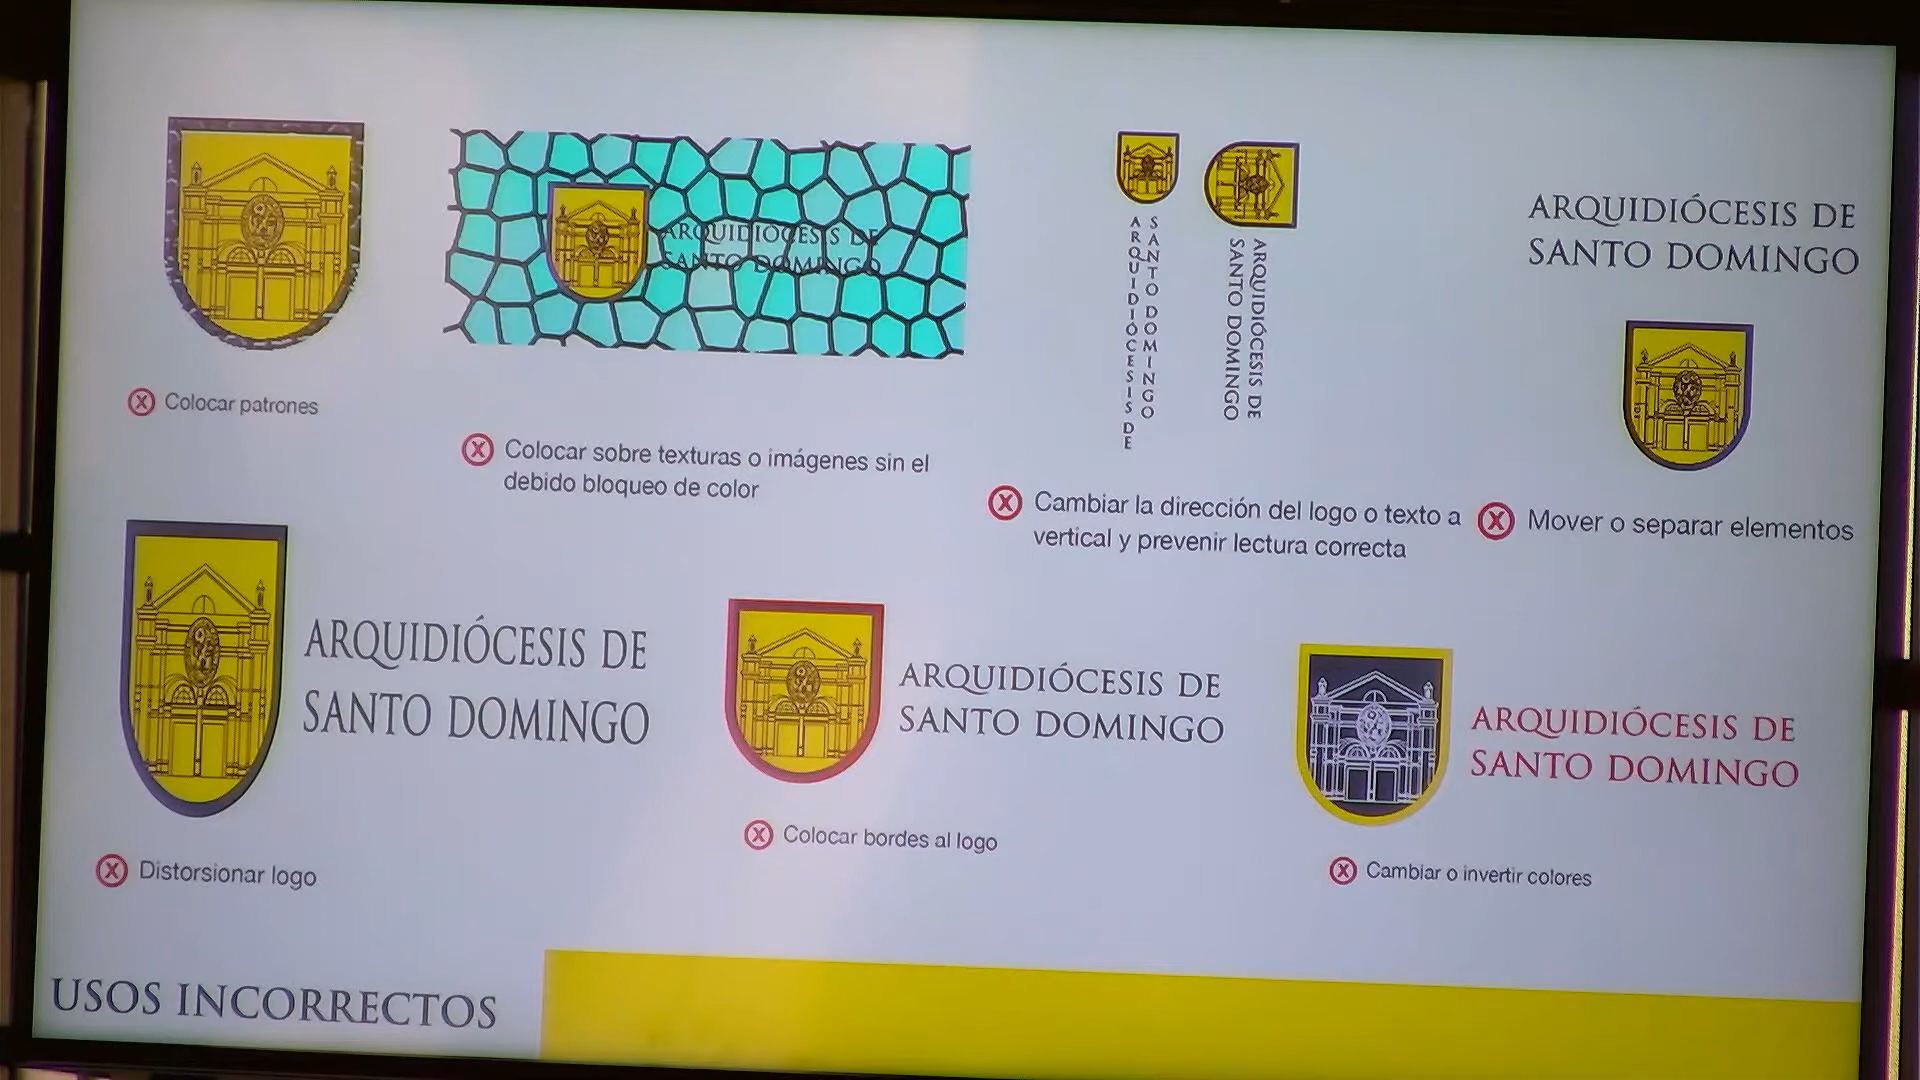 ARQUIDIÓCESIS DE
SANTO DOMINGO
ARQUIDIÓCESIS DE
SANTO DOMINGO
ARQUIDIÓCESIS DE
SANTO DOMINGO
ARQUIDIÓCESIS DE
SANTO DOMINGO
X Colocar patrones
X Colocar sobre texturas o imágenes sin el
debido bloqueo de color
X Cambiar la dirección del logo o texto a
vertical y prevenir lectura correcta
X Mover o separar elementos
ARQUIDIÓCESIS DE
SANTO DOMINGO
ARQUIDIÓCESIS DE
SANTO DOMINGO
ARQUIDIÓCESIS DE
SANTO DOMINGO
X Distorsionar logo
X Colocar bordes al logo
X Cambiar o invertir colores
USOS INCORRECTOS